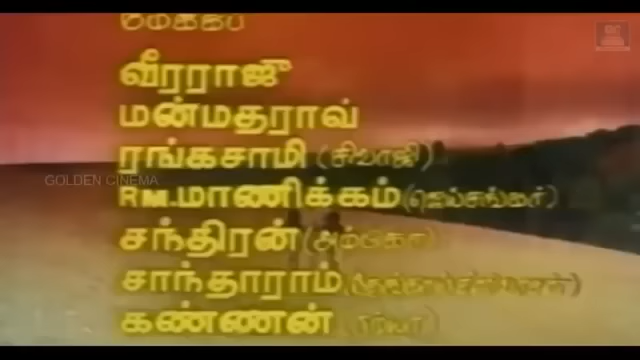 வீரராஜு
மன்மதராவ்
ரங்கசாமி (சிவாஜி)
GOLDEN CINEMA
RM.மாணிக்கம் (ஜெய்சங்கர்)
சந்திரன் (அம்பிகா)
சாந்தாராம்
கண்ணன்